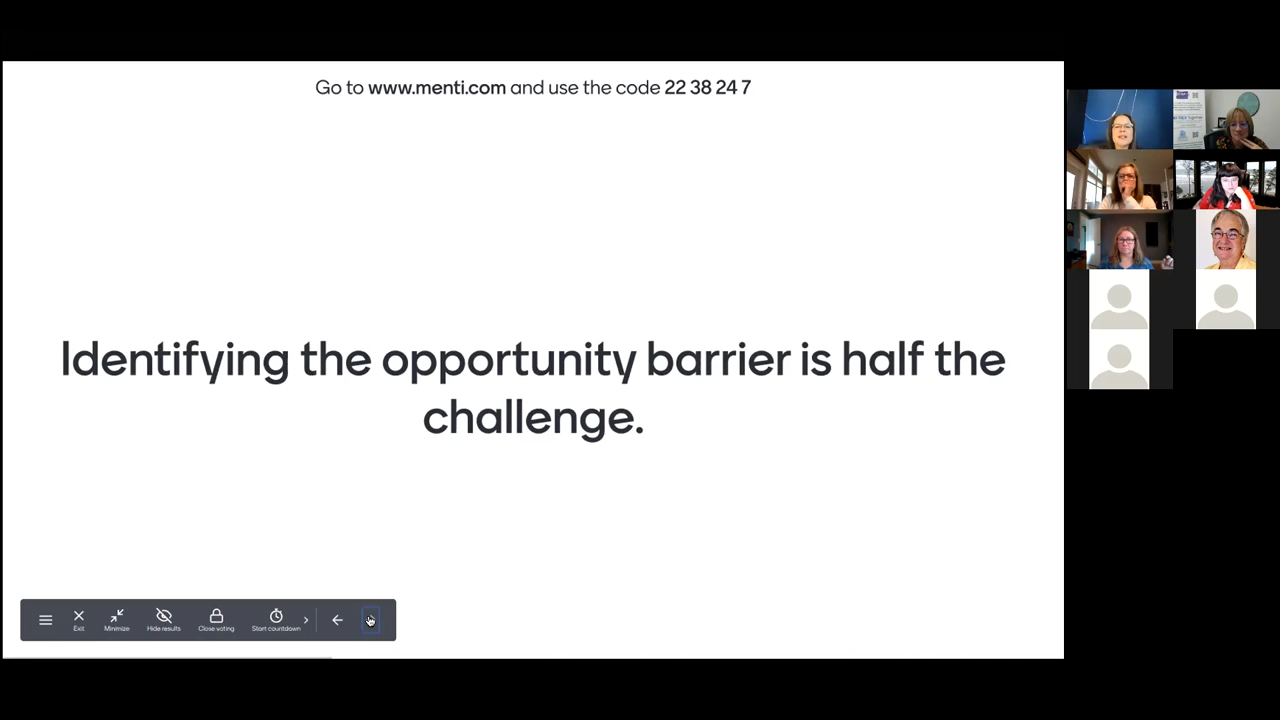 Go to www.menti.com and use the code 22 38 24 7
Identifying the opportunity barrier is half the
challenge.
Exit
Minimize
Hide results
Close voting
Start countdown